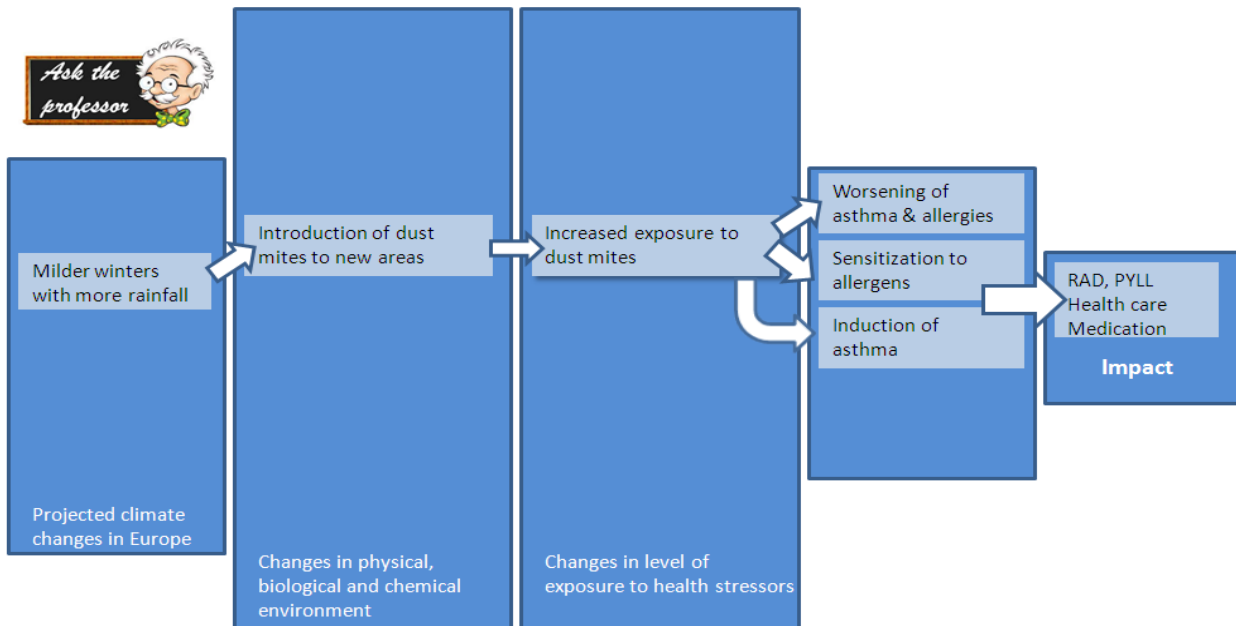 Ask the
professor
Milder winters
with more rainfall
Projected climate
changes in Europe
Introduction of dust
mites to new areas
Changes in physical,
biological and chemical
environment
Increased exposure to
dust mites
Changes in level of
exposure to health stressors
Worsening of
asthma & allergies
Sensitization to
allergens
Induction of
asthma
RAD, PYLL
Health care
Medication
Impact